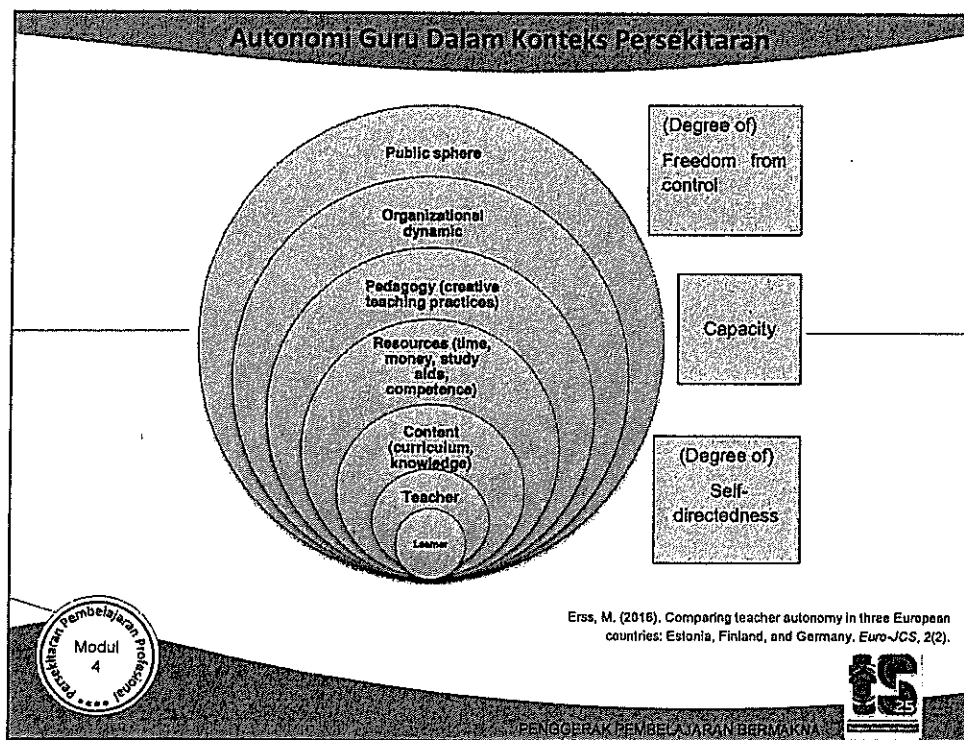 Autonomi Guru Dalam Konteks Persekitaran
Public sphere
Organizational
dynamic
Pedagogy (creative
teaching practices)
Resources (time,
money, study
aids,
competence)
Content
(curriculum,
knowledge)
Teacher
Learner
(Degree of)
Freedom from
control
Capacity
(Degree of)
Self-
directedness
Erss, M. (2016). Comparing teacher autonomy in three European
countries: Estonia, Finland, and Germany. Euro-JCS, 2(2).
Persekitaran Pembelajaran Profesional
Modul
4
PENGGERAK PEMBELAJARAN BERMAKNA
ts
25